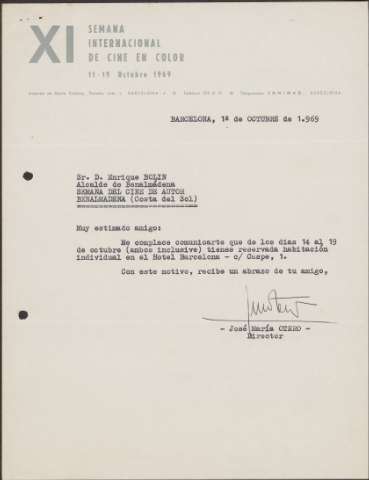 XI
SEMANA
INTERNACIONAL
DE CINE EN COLOR
11-19 Octubre 1969
BARCELONA
BARCELONA, 1ª de OCTUBRE de 1.969
Sr. D. Enrique BOLIN
Alcalde de Benalmádena
SEMANA DEL CINE DE AUTOR
BENALMADENA (Costa del Sol)
Muy estimado amigo:
Me complace comunicarte que de los días 14 al 19
de octubre (ambos inclusive) tienes reservada habitación
individual en el Hotel Barcelona - c/ Caspe, 1.
Con este motivo, recibe un abrazo de tu amigo,
- José María OTERO -
Director